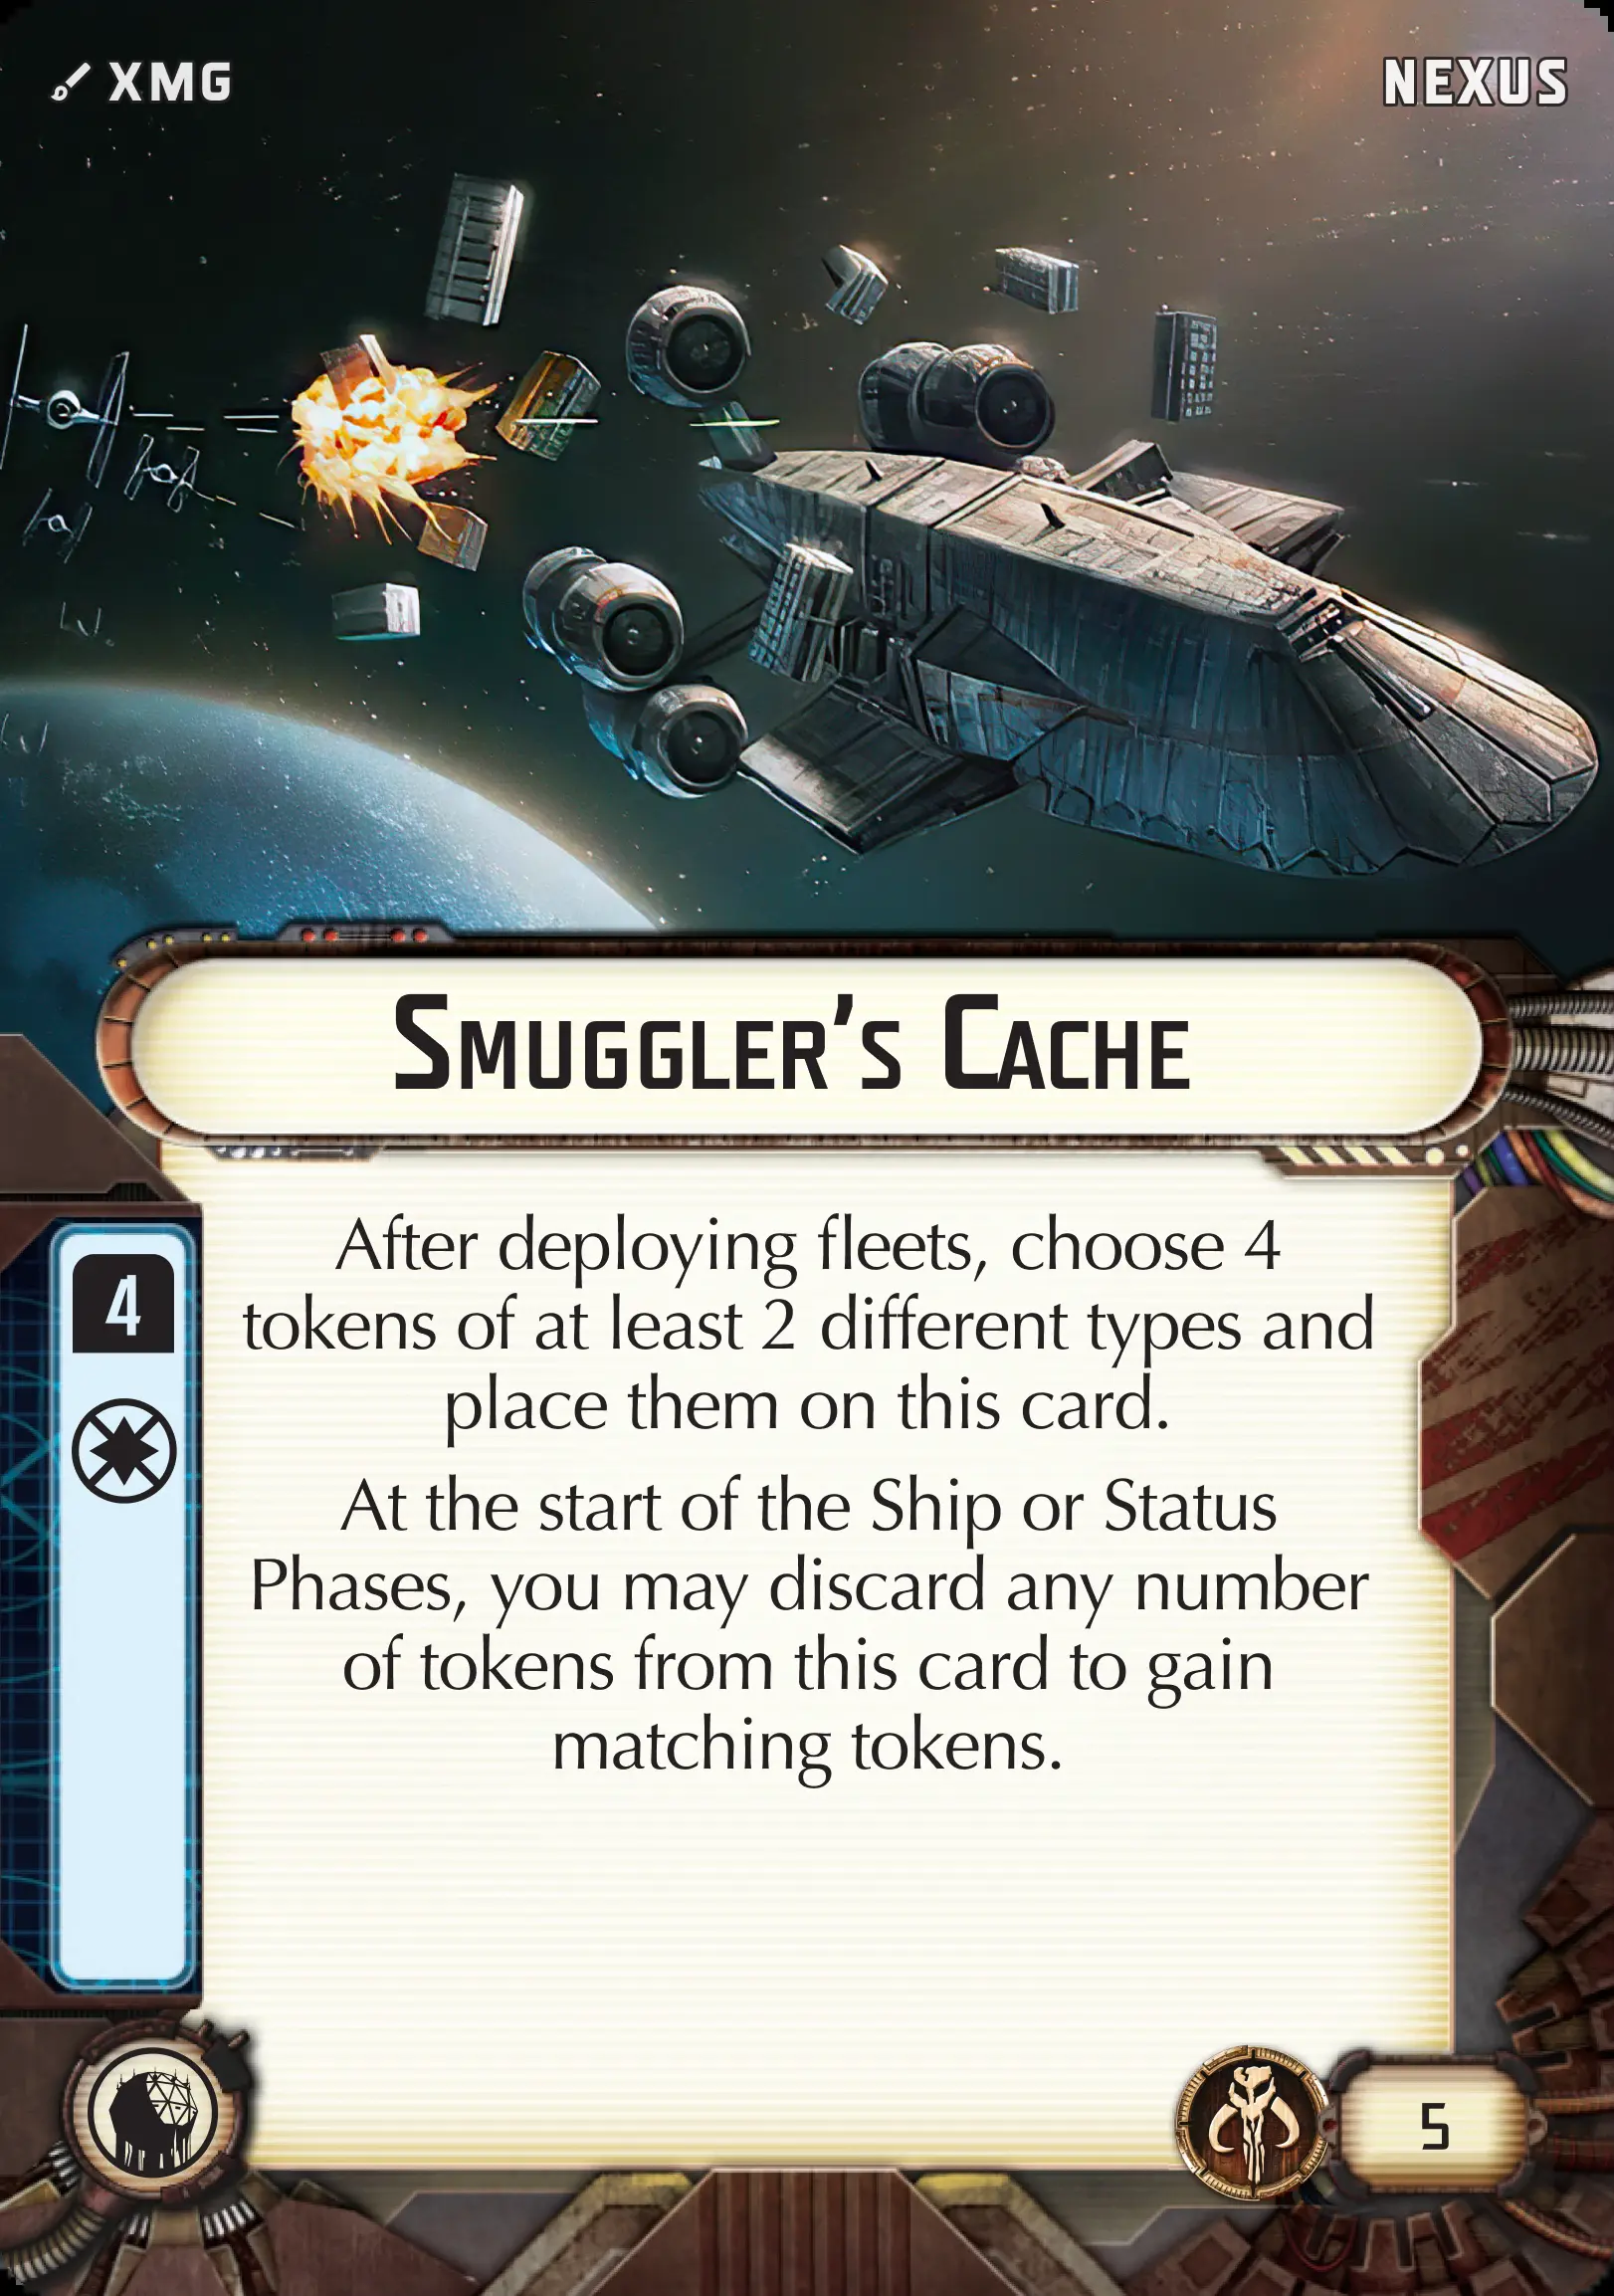 XMG
NEXUS
Smuggler's Cache
4
After deploying fleets, choose 4
tokens of at least 2 different types and
place them on this card.
At the start of the Ship or Status
Phases, you may discard any number
of tokens from this card to gain
matching tokens.
5